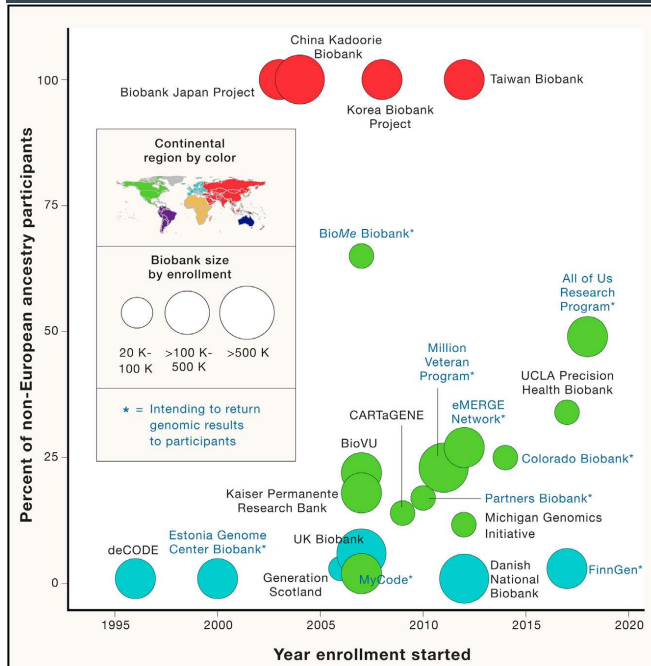 China Kadoorie
Biobank
Biobank Japan Project
Korea Biobank
Project
Taiwan Biobank
Continental
region by color
Biobank size
by enrollment
20 K-
100 K
>100 K-
500 K
>500 K
* = Intending to return
genomic results
to participants
BioMe Biobank*
All of Us
Research
Program*
Million
Veteran
Program*
UCLA Precision
Health Biobank
eMERGE
Network*
CARTaGENE
BioVU
Colorado Biobank*
Kaiser Permanente
Research Bank
Partners Biobank*
Michigan Genomics
Initiative
UK Biobank
Estonia Genome
Center Biobank*
deCODE
Generation
Scotland
MyCode*
Danish
National
Biobank
FinnGen*
Percent of non-European ancestry participants
100
75
50
25
0
1995
2000
2005
2010
2015
2020
Year enrollment started